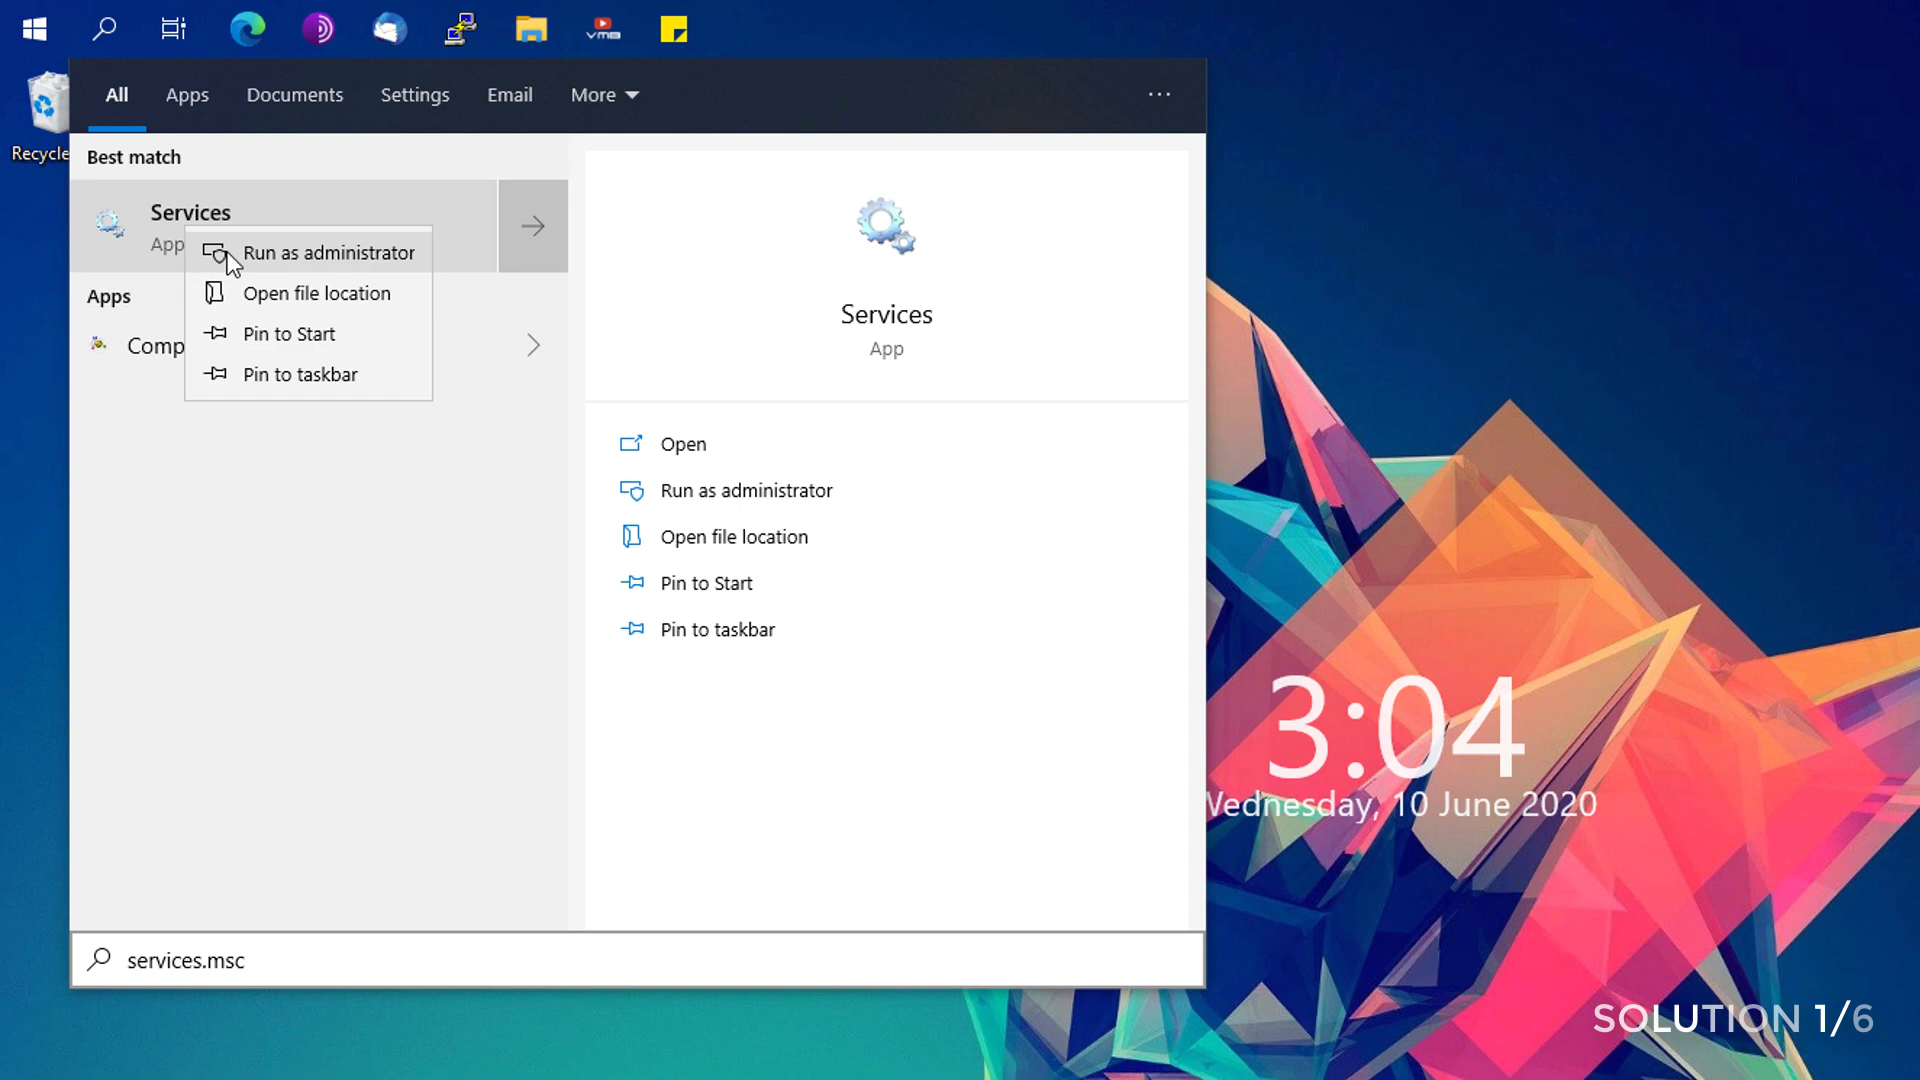 Recycle
All
Apps
Documents
Settings
Email
More
Best match
Services
App
Run as administrator
Open file location
Pin to Start
Pin to taskbar
Apps
Comp
Services
App
Open
Run as administrator
Open file location
Pin to Start
Pin to taskbar
services.msc
3:04
Wednesday, 10 June 2020
SOLUTION 1/6